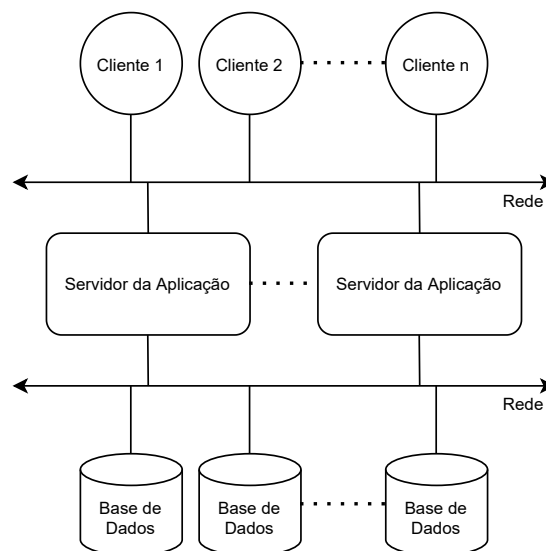 Cliente 1
Cliente 2
Cliente n
Rede
Servidor da Aplicação
Servidor da Aplicação
Rede
Base de
Dados
Base de
Dados
Base de
Dados